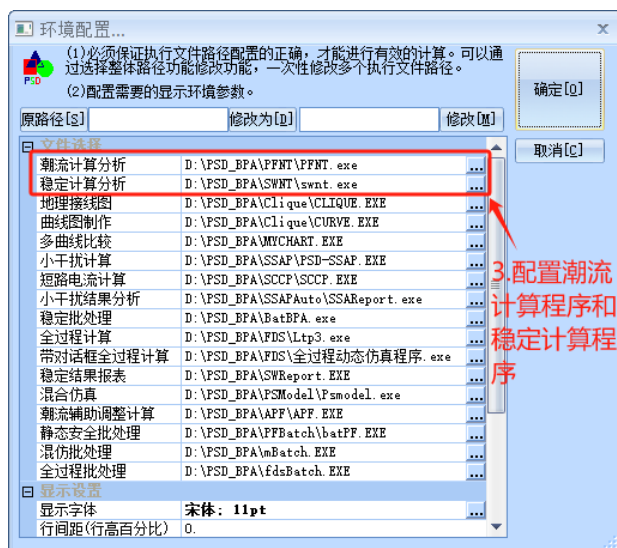 环境配置...
x
(1)必须保证执行文件路径配置的正确,才能进行有效的计算。可以通
过选择整体路径功能修改功能,一次性修改多个执行文件路径。
PSD
(2)配置需要的显示环境参数。
确定[O]
原路径[S] 修改为[D] 修改[M]
取消[C]
文件选择
潮流计算分析 D:\PSD_BPA\PFNT\PFNT.exe ...
稳定计算分析 D:\PSD_BPA\SWNT\swnt.exe ...
地理接线图 D:\PSD_BPA\Clique\CLIQUE.EXE ...
曲线图制作 D:\PSD_BPA\Clique\CURVE.EXE ...
多曲线比较 D:\PSD_BPA\MYCHART.EXE ...
小干扰计算 D:\PSD_BPA\SSAP\PSD-SSAP.EXE ...
短路电流计算 D:\PSD_BPA\SCCP\SCCP.EXE ...
小干扰结果分析 D:\PSD_BPA\SSAPAuto\SSAReport.exe ...
稳定批处理 D:\PSD_BPA\BatBPA.exe ...
全过程计算 D:\PSD_BPA\FDS\Ltp3.exe ...
带对话框全过程计算 D:\PSD_BPA\FDS\全过程动态仿真程序.exe ...
稳定结果报表 D:\PSD_BPA\SWReport.EXE ...
混合仿真 D:\PSD_BPA\PSModel\Psmodel.exe ...
潮流辅助调整计算 D:\PSD_BPA\APF\APF.EXE ...
静态安全批处理 D:\PSD_BPA\PFBatch\batPF.EXE ...
混仿批处理 D:\PSD_BPA\mBatch.EXE ...
全过程批处理 D:\PSD_BPA\fdsBatch.EXE ...
显示设置
显示字体 宋体; 11pt ...
行间距(行高百分比) 0.
3.配置潮流
计算程序和
稳定计算程
序